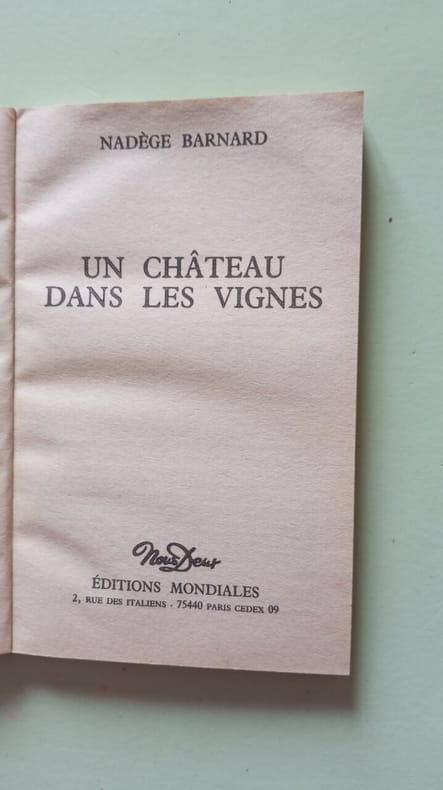 NADÈGE BARNARD
UN CHÂTEAU
DANS LES VIGNES
Nous Deux
ÉDITIONS MONDIALES
2, RUE DES ITALIENS - 75440 PARIS CEDEX 09